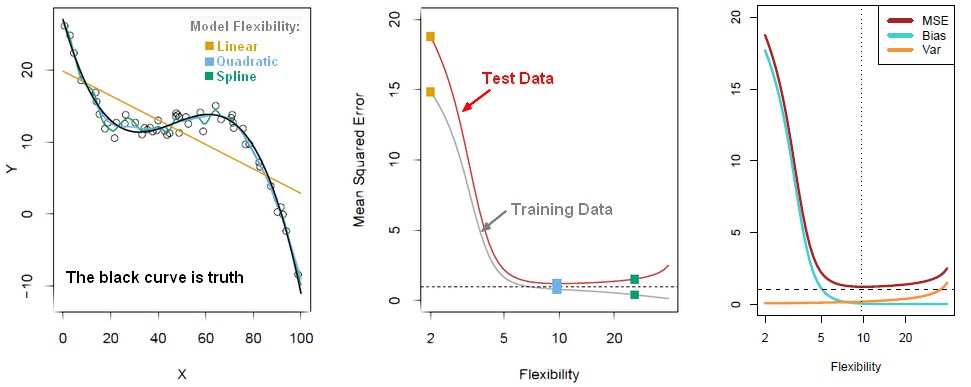 Model Flexibility:
Linear
Quadratic
Spline
The black curve is truth
Y
20
10
0
−10
0 20 40 60 80 100
X
Test Data
Training Data
Mean Squared Error
20
15
10
5
0
2 5 10 20
Flexibility
MSE
Bias
Var
20
15
10
5
0
2 5 10 20
Flexibility